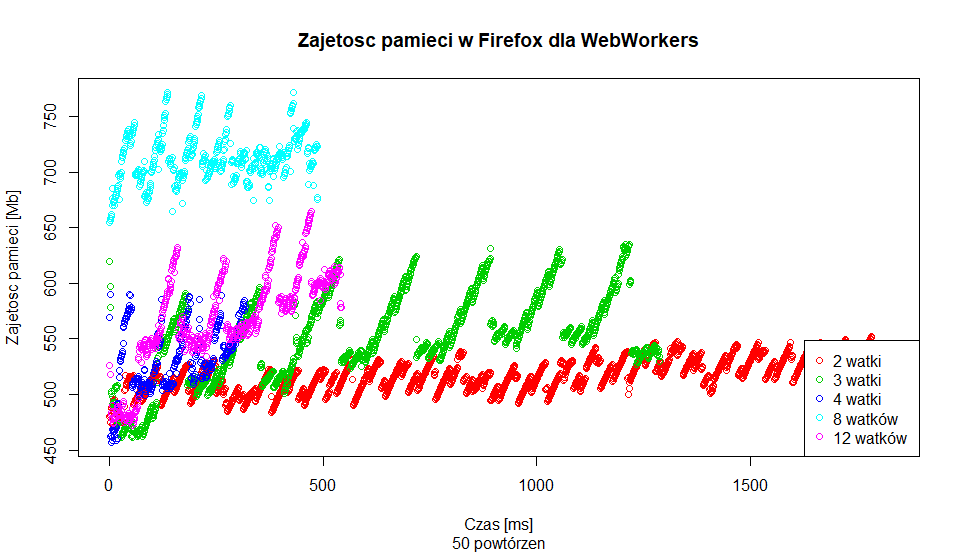 Zajetosc pamieci w Firefox dla WebWorkers
Zajetosc pamieci [Mb]
750
700
650
600
550
500
450
0 500 1000 1500
2 watki
3 watki
4 watki
8 watków
12 watków
Czas [ms]
50 powtórzen